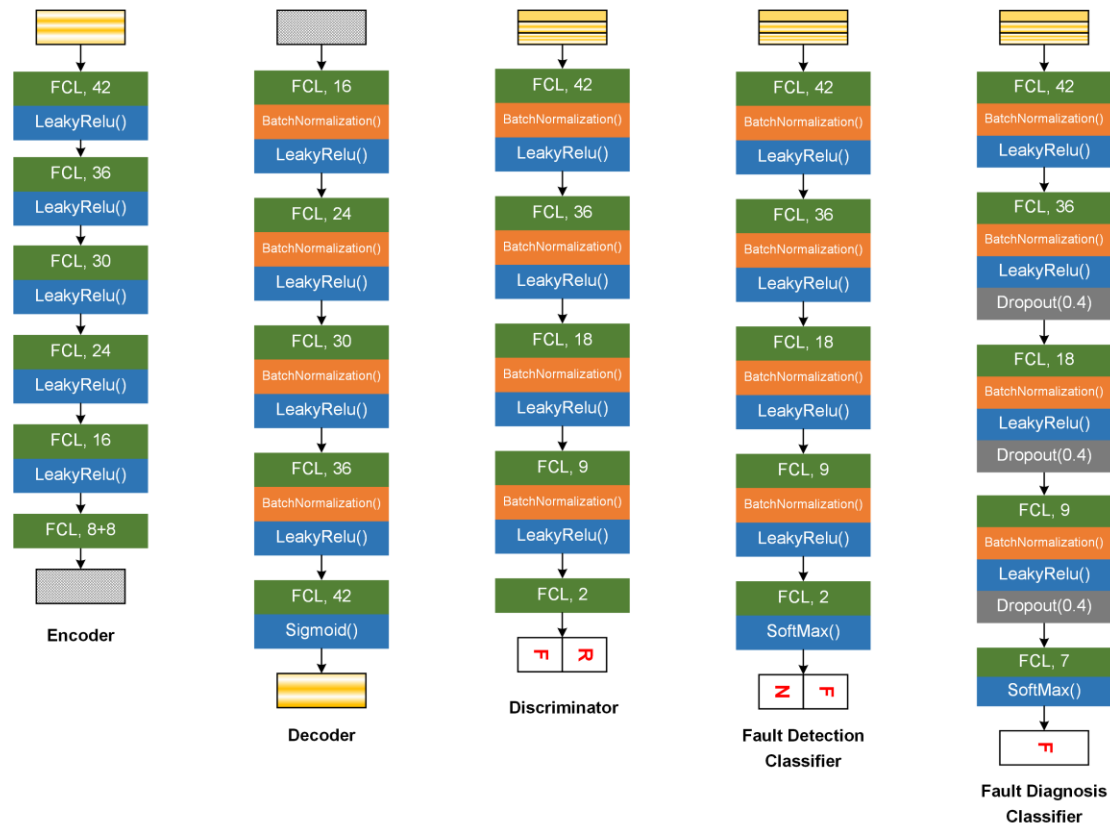 FCL, 42
LeakyRelu()
FCL, 36
LeakyRelu()
FCL, 30
LeakyRelu()
FCL, 24
LeakyRelu()
FCL, 16
LeakyRelu()
FCL, 8+8
Encoder
FCL, 16
BatchNormalization()
LeakyRelu()
FCL, 24
BatchNormalization()
LeakyRelu()
FCL, 30
BatchNormalization()
LeakyRelu()
FCL, 36
BatchNormalization()
LeakyRelu()
FCL, 42
Sigmoid()
Decoder
FCL, 42
BatchNormalization()
LeakyRelu()
FCL, 36
BatchNormalization()
LeakyRelu()
FCL, 18
BatchNormalization()
LeakyRelu()
FCL, 9
BatchNormalization()
LeakyRelu()
FCL, 2
F R
Discriminator
FCL, 42
BatchNormalization()
LeakyRelu()
FCL, 36
BatchNormalization()
LeakyRelu()
FCL, 18
BatchNormalization()
LeakyRelu()
FCL, 9
BatchNormalization()
LeakyRelu()
FCL, 2
SoftMax()
N F
Fault Detection
Classifier
FCL, 42
BatchNormalization()
LeakyRelu()
FCL, 36
BatchNormalization()
LeakyRelu()
Dropout(0.4)
FCL, 18
BatchNormalization()
LeakyRelu()
Dropout(0.4)
FCL, 9
BatchNormalization()
LeakyRelu()
Dropout(0.4)
FCL, 7
SoftMax()
F
Fault Diagnosis
Classifier